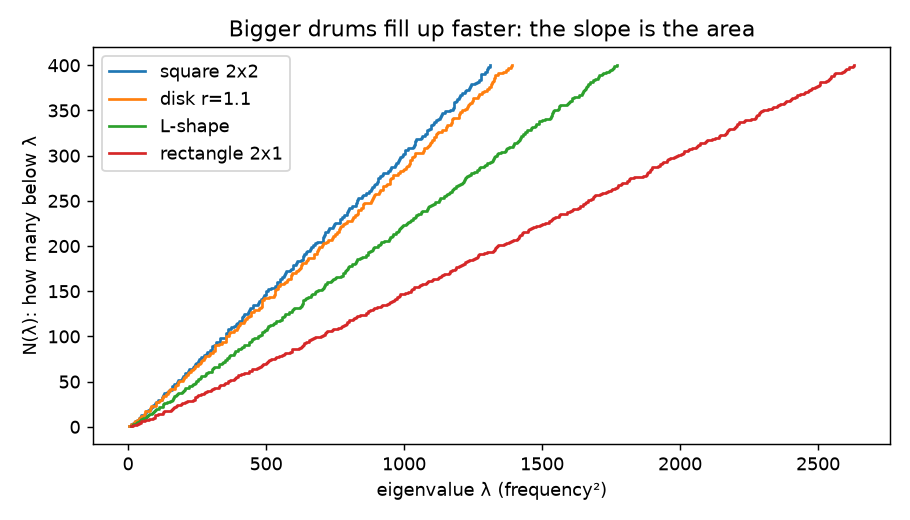 Bigger drums fill up faster: the slope is the area
square 2x2
disk r=1.1
L-shape
rectangle 2x1
N(λ): how many below λ
400
350
300
250
200
150
100
50
0
0 500 1000 1500 2000 2500
eigenvalue λ (frequency²)